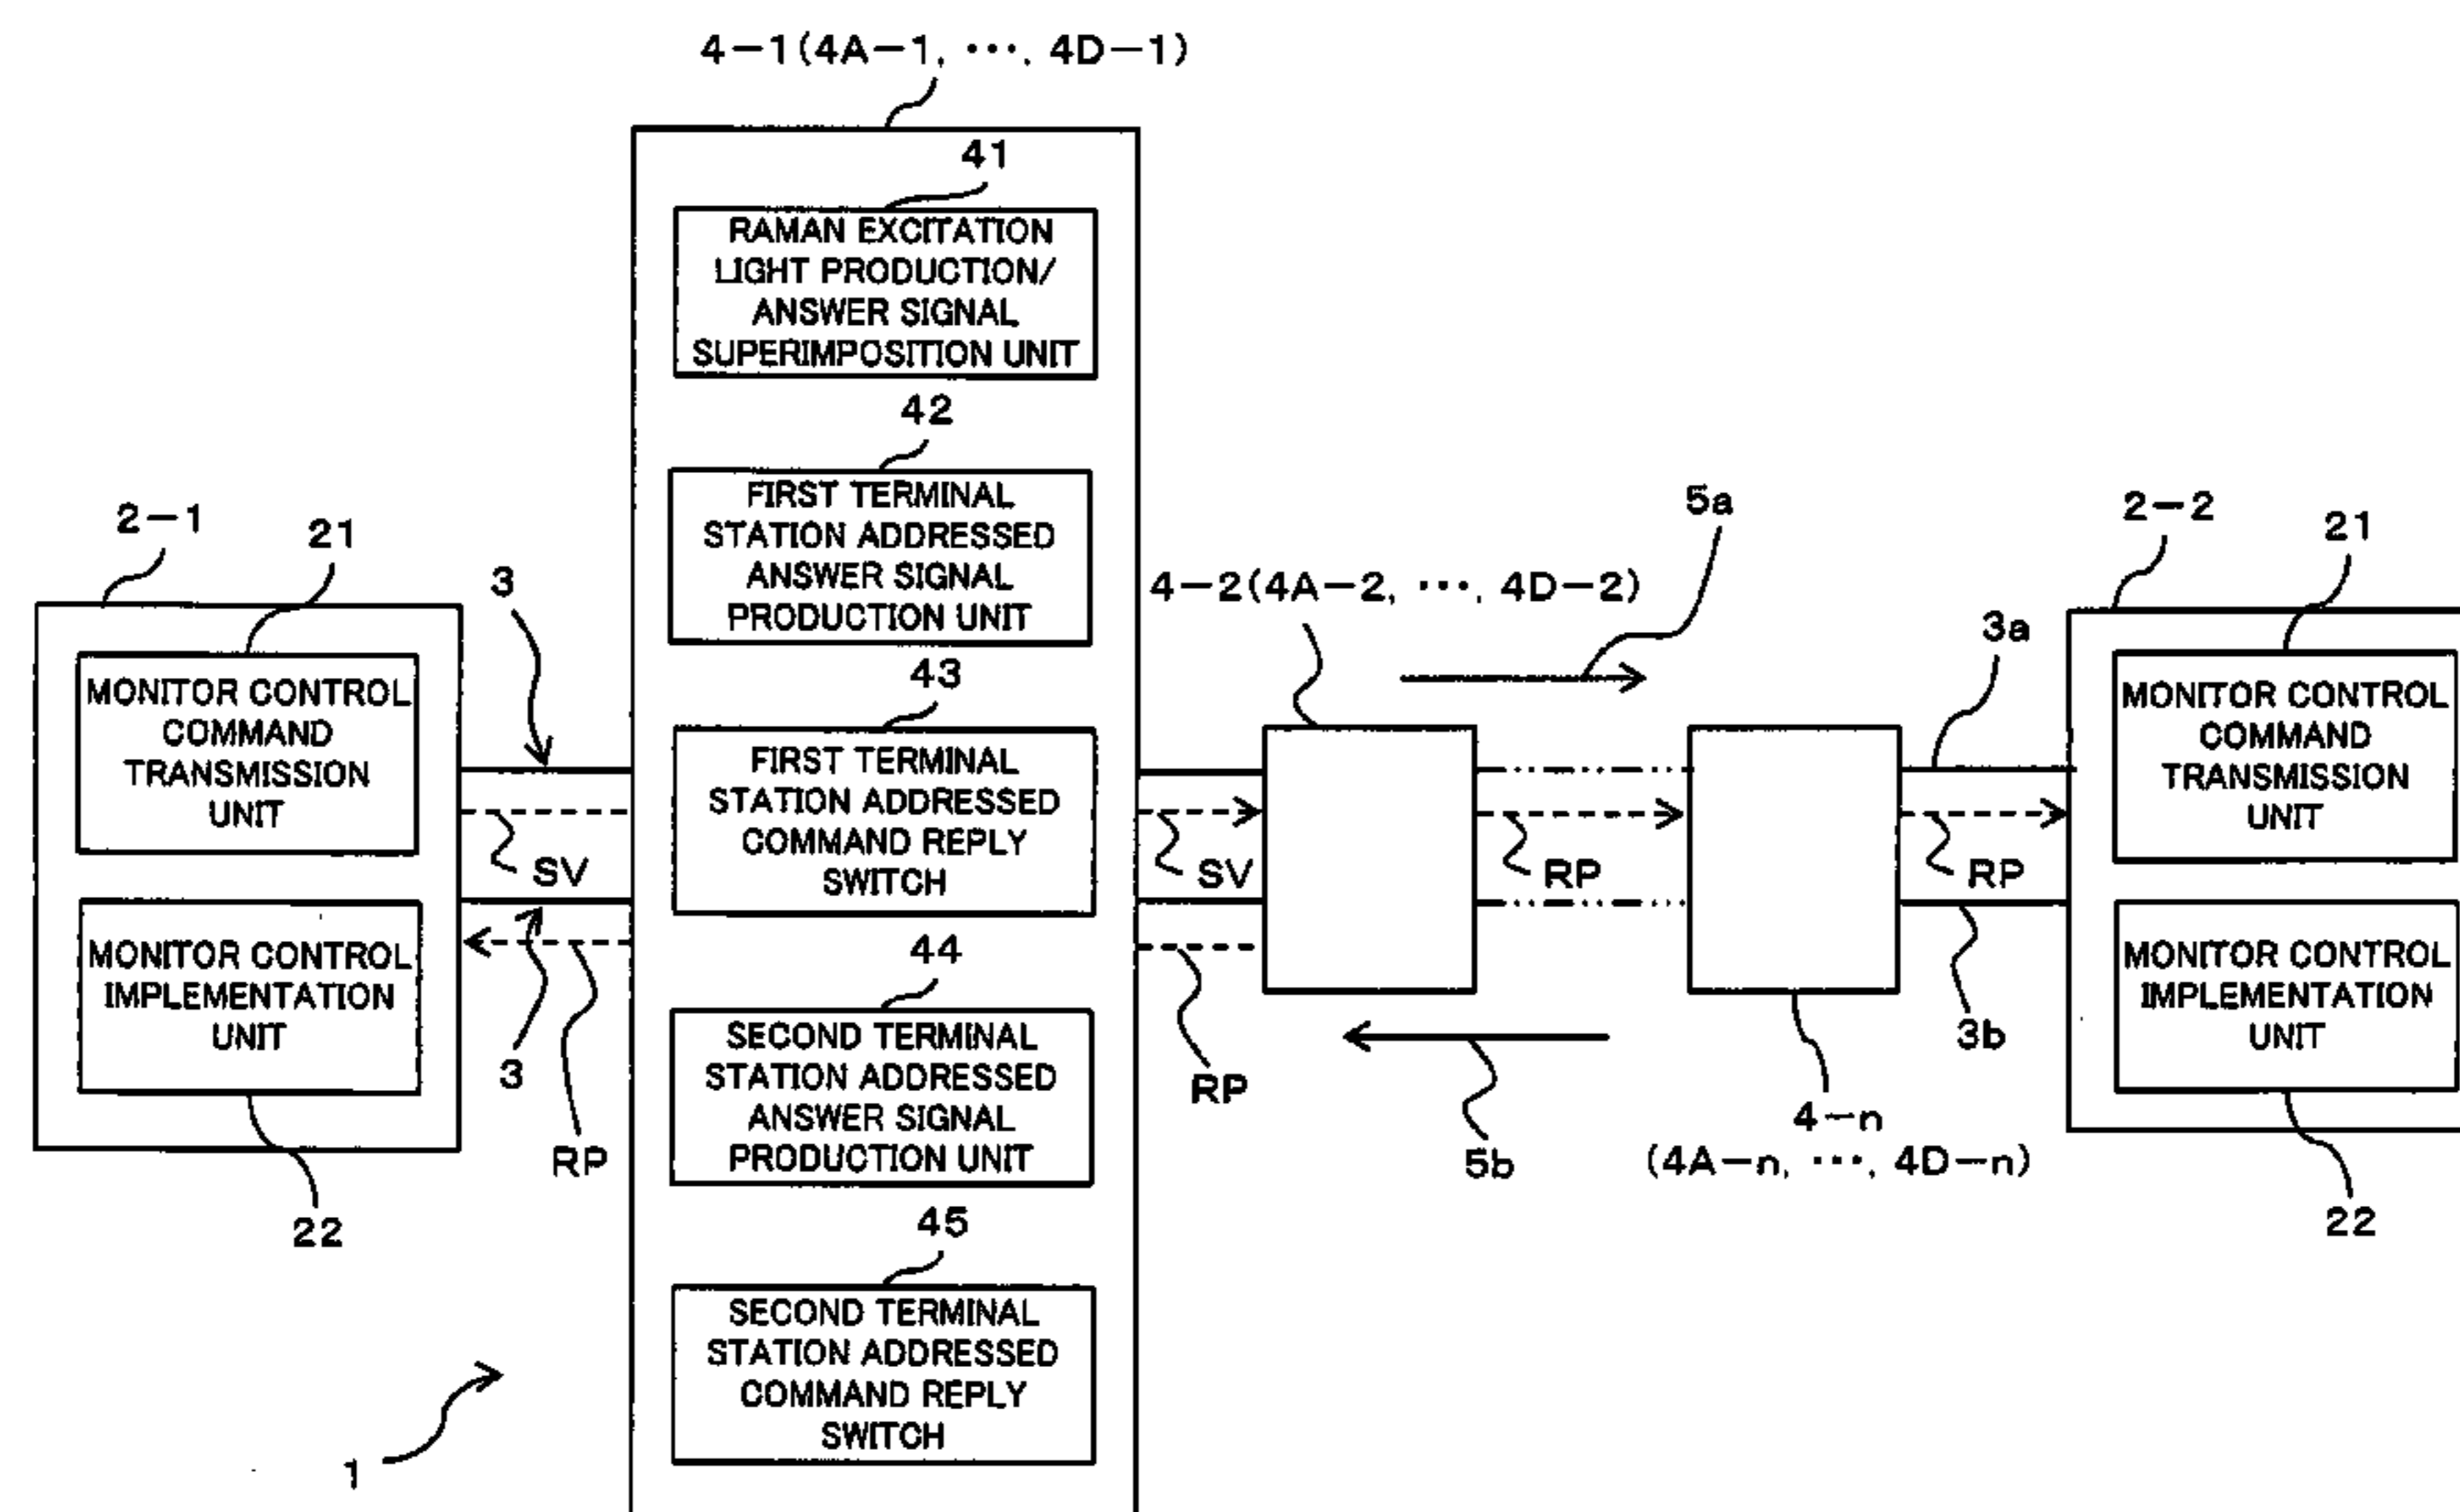 4-1(4A-1, ···, 4D-1)
41
RAMAN EXCITATION
LIGHT PRODUCTION/
ANSWER SIGNAL
SUPERIMPOSITION UNIT
42
FIRST TERMINAL
STATION ADDRESSED
ANSWER SIGNAL
PRODUCTION UNIT
43
FIRST TERMINAL
STATION ADDRESSED
COMMAND REPLY
SWITCH
44
SECOND TERMINAL
STATION ADDRESSED
ANSWER SIGNAL
PRODUCTION UNIT
45
SECOND TERMINAL
STATION ADDRESSED
COMMAND REPLY
SWITCH
2-1
21
MONITOR CONTROL
COMMAND
TRANSMISSION
UNIT
MONITOR CONTROL
IMPLEMENTATION
UNIT
22
3
SV
3
RP
1
4-2(4A-2, ···, 4D-2)
5a
SV
RP
RP
RP
5b
4-n
(4A-n, ···, 4D-n)
3a
3b
2-2
21
MONITOR CONTROL
COMMAND
TRANSMISSION
UNIT
MONITOR CONTROL
IMPLEMENTATION
UNIT
22